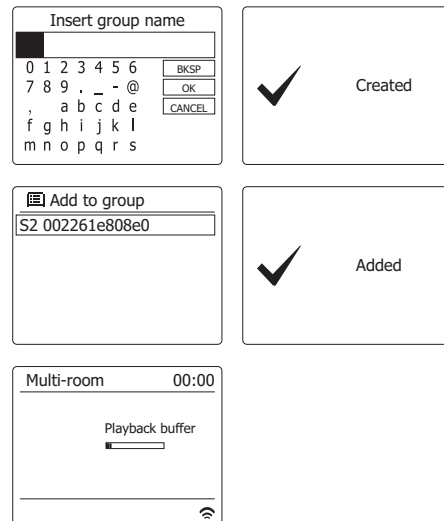 Insert group name
0 1 2 3 4 5 6 BKSP
7 8 9 . _ - @ OK
, a b c d e CANCEL
f g h i j k l
m n o p q r s
Created
Add to group
S2 002261e808e0
Added
Multi-room 00:00
Playback buffer